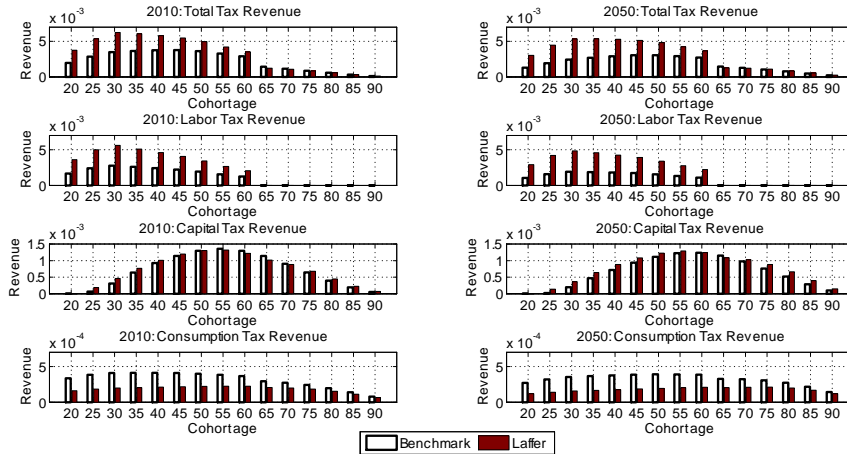 2010:Total Tax Revenue
x 10^-3
Revenue
5
0
20 25 30 35 40 45 50 55 60 65 70 75 80 85 90
Cohortage
2050:Total Tax Revenue
x 10^-3
Revenue
5
0
20 25 30 35 40 45 50 55 60 65 70 75 80 85 90
Cohortage
2010:Labor Tax Revenue
x 10^-3
Revenue
5
0
20 25 30 35 40 45 50 55 60 65 70 75 80 85 90
Cohortage
2050:Labor Tax Revenue
x 10^-3
Revenue
5
0
20 25 30 35 40 45 50 55 60 65 70 75 80 85 90
Cohortage
2010:Capital Tax Revenue
x 10^-3
Revenue
1.5
1
0.5
0
20 25 30 35 40 45 50 55 60 65 70 75 80 85 90
Cohortage
2050:Capital Tax Revenue
x 10^-3
Revenue
1.5
1
0.5
0
20 25 30 35 40 45 50 55 60 65 70 75 80 85 90
Cohortage
2010:Consumption Tax Revenue
x 10^-4
Revenue
5
0
20 25 30 35 40 45 50 55 60 65 70 75 80 85 90
Cohortage
2050:Consumption Tax Revenue
x 10^-4
Revenue
5
0
20 25 30 35 40 45 50 55 60 65 70 75 80 85 90
Cohortage
Benchmark Laffer